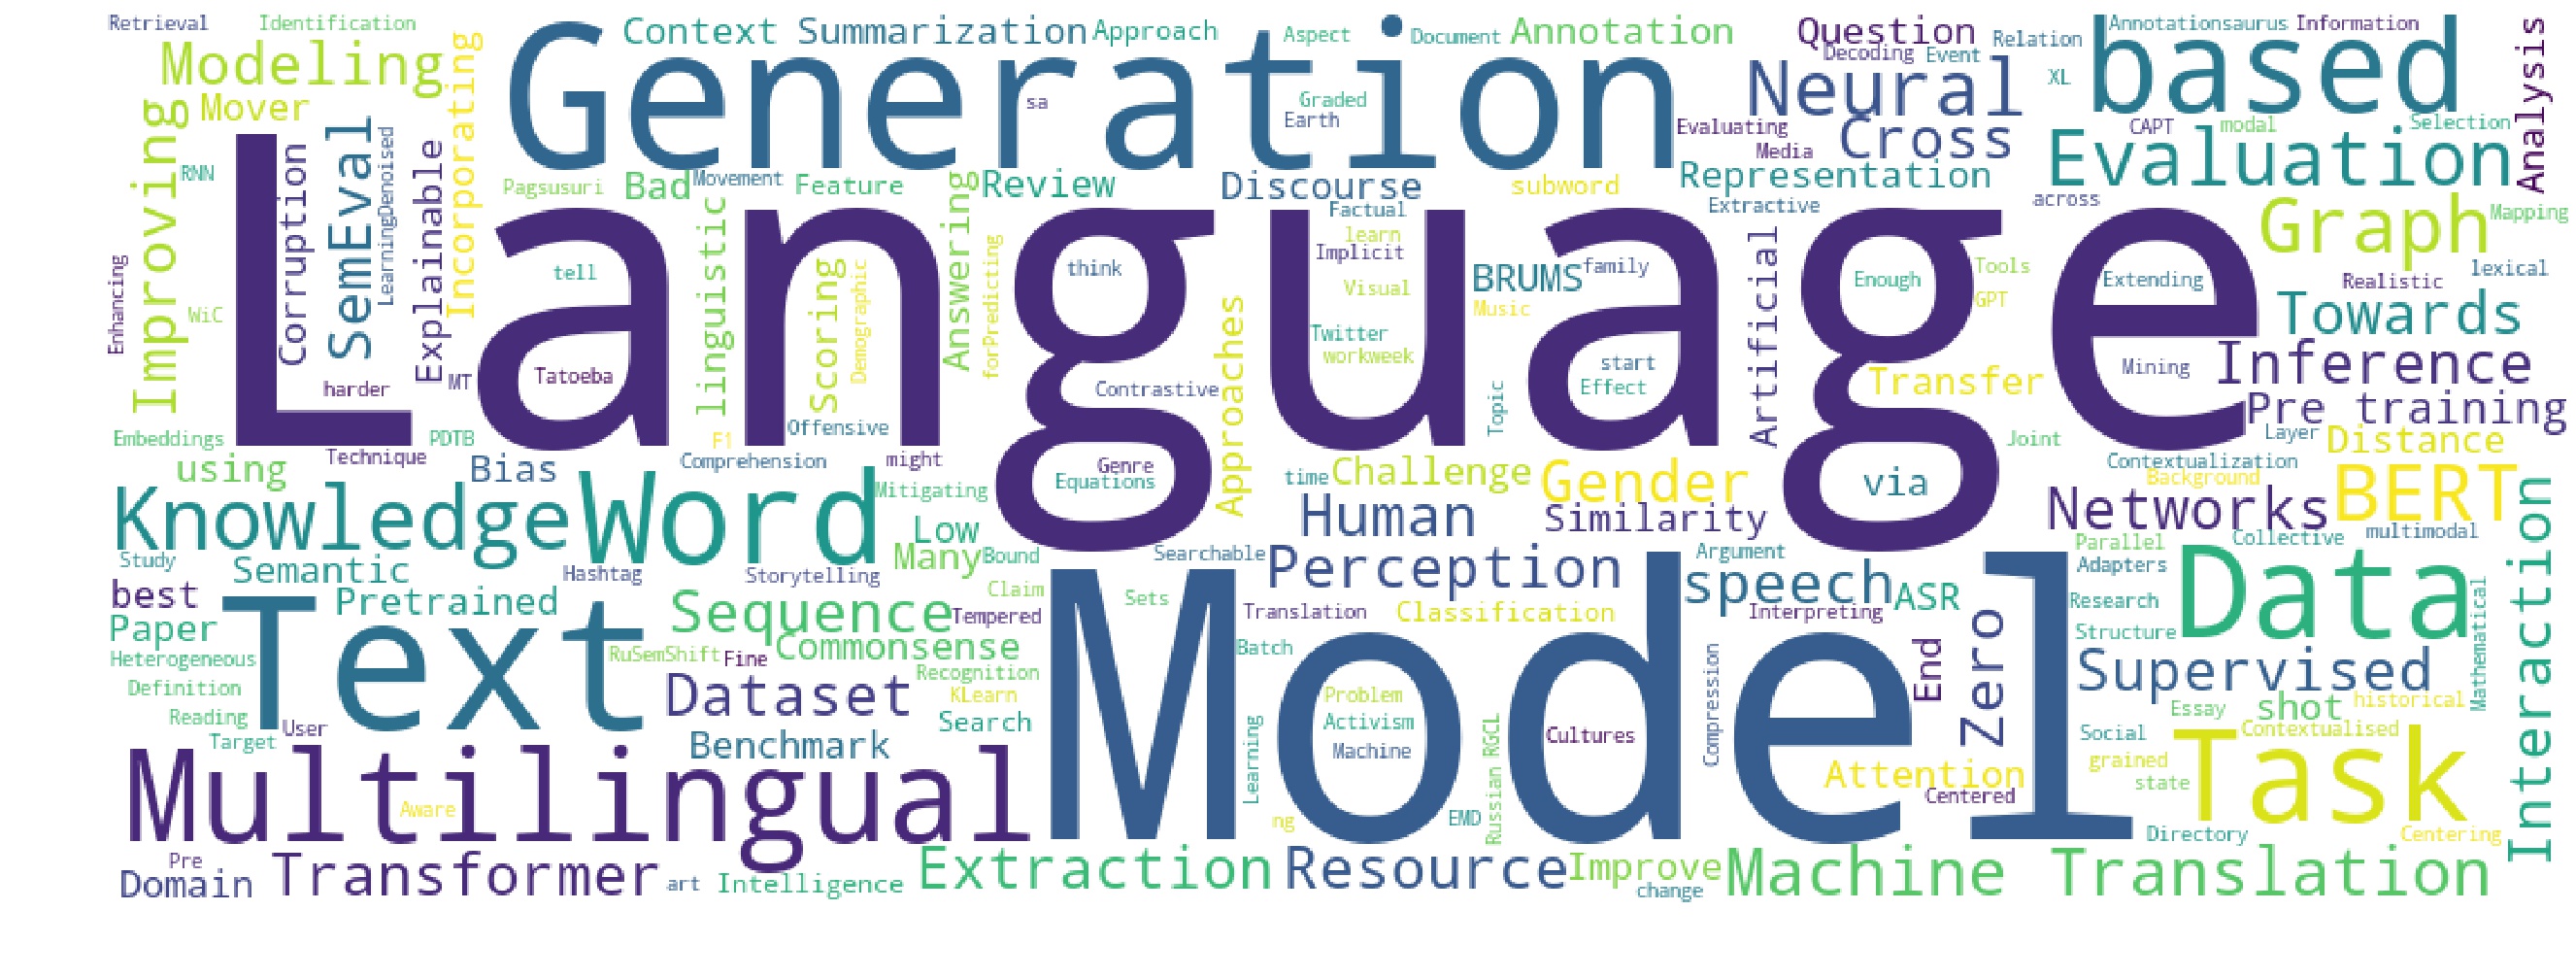 Retrieval
Identification
Modeling
Mover
Improving
Incorporating
SemEval
Corruption
LearningDenoised
Explainable
RNN
WiC
Enhancing
Generation
Context
Summarization
Approach
Aspect
Document
Annotation
Question
Decoding
Event
Relation
XL
Neural
Cross
Annotationsaurus
Information
based
Analysis
sa
Graded
Earth
Evaluating
Media
CAPT
modal
Selection
Evaluation
Representation
Pagsusuri
Bad
Movement
Feature
Answering
Review
Discourse
subword
Extractive
across
Graph
Mapping
Language
tell
Tatoeba
harder
MT
linguistic
Scoring
Demographic
forPredicting
think
Contrastive
Approaches
Factual
learn
Implicit
Visual
Twitter
workweek
BRUMS
family
Music
start
Effect
Topic
Artificial
Enough
Tools
GPT
Transfer
Extending
Mining
Realistic
lexical
Towards
Inference
Pre training
Layer
Distance
Embeddings
Technique
PDTB
F1
Offensive
using
Bias
Comprehension
might
Genre
Equations
time
Challenge
Gender
via
Joint
Contextualization
Background
BERT
Knowledge
Word
Mitigating
Low
Many
Bound
Human
Similarity
Networks
Collective
multimodal
Interaction
Study
Semantic
Hashtag
Storytelling
Searchable
Perception
Argument
Parallel
Adapters
best
Paper
Pretrained
Sequence
Tempered
Claim
Sets
Translation
Classification
speech
ASR
Interpreting
Research
Structure
Data
Mathematical
Heterogeneous
Text
RuSemShift
Fine
Commonsense
Recognition
Batch
Model
End
Zero
Supervised
Definition
Reading
Target
User
Dataset
KLearn
Search
Benchmark
Problem
Activism
Machine
Learning
Cultures
Compression
Essay
shot
historical
Contextualised
Social
grained
state
Task
Multilingual
Aware
ng
EMD
Russian RGCL
Attention
Centered
Directory
Centering
Pre
Domain
Transformer
art
Intelligence
Extraction
Resource
Improve
change
Machine Translation